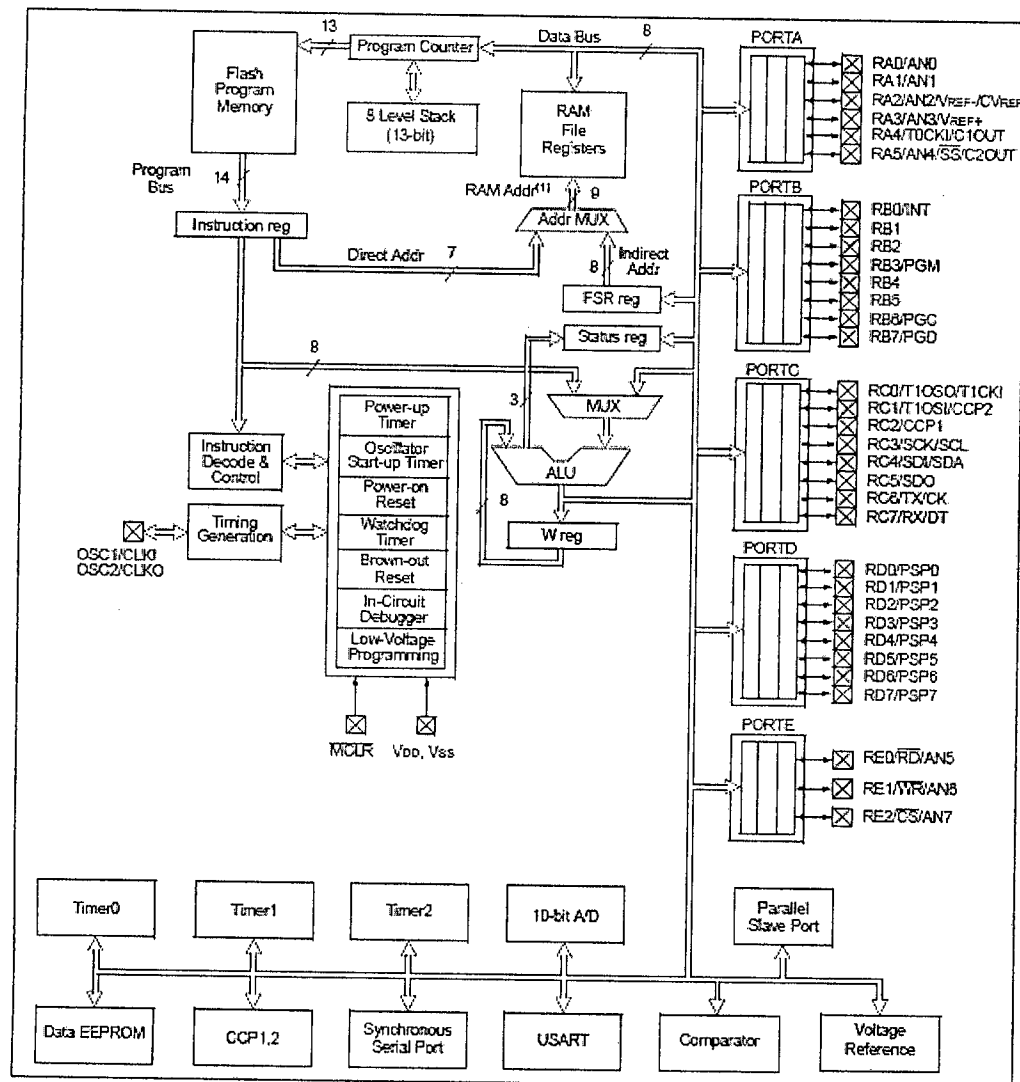 13
Program Counter
Data Bus
8
PORTA
Flash
Program
Memory
8 Level Stack
(13-bit)
RAM
File
Registers
RA0/AN0
RA1/AN1
RA2/AN2/VREF-/CVREF
RA3/AN3/VREF+
RA4/T0CKI/C1OUT
RA5/AN4/S̅S̅/C2OUT
Program
Bus
14
RAM Addr(1)
9
PORTB
Instruction reg
Addr MUX
RB0/INT
RB1
RB2
RB3/PGM
RB4
RB5
RB6/PGC
RB7/PGD
Direct Addr
7
8
Indirect
Addr
FSR reg
Status reg
8
3
MUX
PORTC
RC0/T1OSO/T1CKI
RC1/T1OSI/CCP2
RC2/CCP1
RC3/SCK/SCL
RC4/SDI/SDA
RC5/SDO
RC6/TX/CK
RC7/RX/DT
Power-up
Timer
Oscillator
Start-up Timer
Power-on
Reset
Watchdog
Timer
Brown-out
Reset
In-Circuit
Debugger
Low-Voltage
Programming
Instruction
Decode &
Control
ALU
8
W reg
Timing
Generation
OSC1/CLKI
OSC2/CLKO
PORTD
RD0/PSP0
RD1/PSP1
RD2/PSP2
RD3/PSP3
RD4/PSP4
RD5/PSP5
RD6/PSP6
RD7/PSP7
M̅C̅L̅R̅
VDD, VSS
PORTE
RE0/R̅D̅/AN5
RE1/W̅R̅/AN6
RE2/C̅S̅/AN7
Timer0
Timer1
Timer2
10-bit A/D
Parallel
Slave Port
Data EEPROM
CCP1,2
Synchronous
Serial Port
USART
Comparator
Voltage
Reference